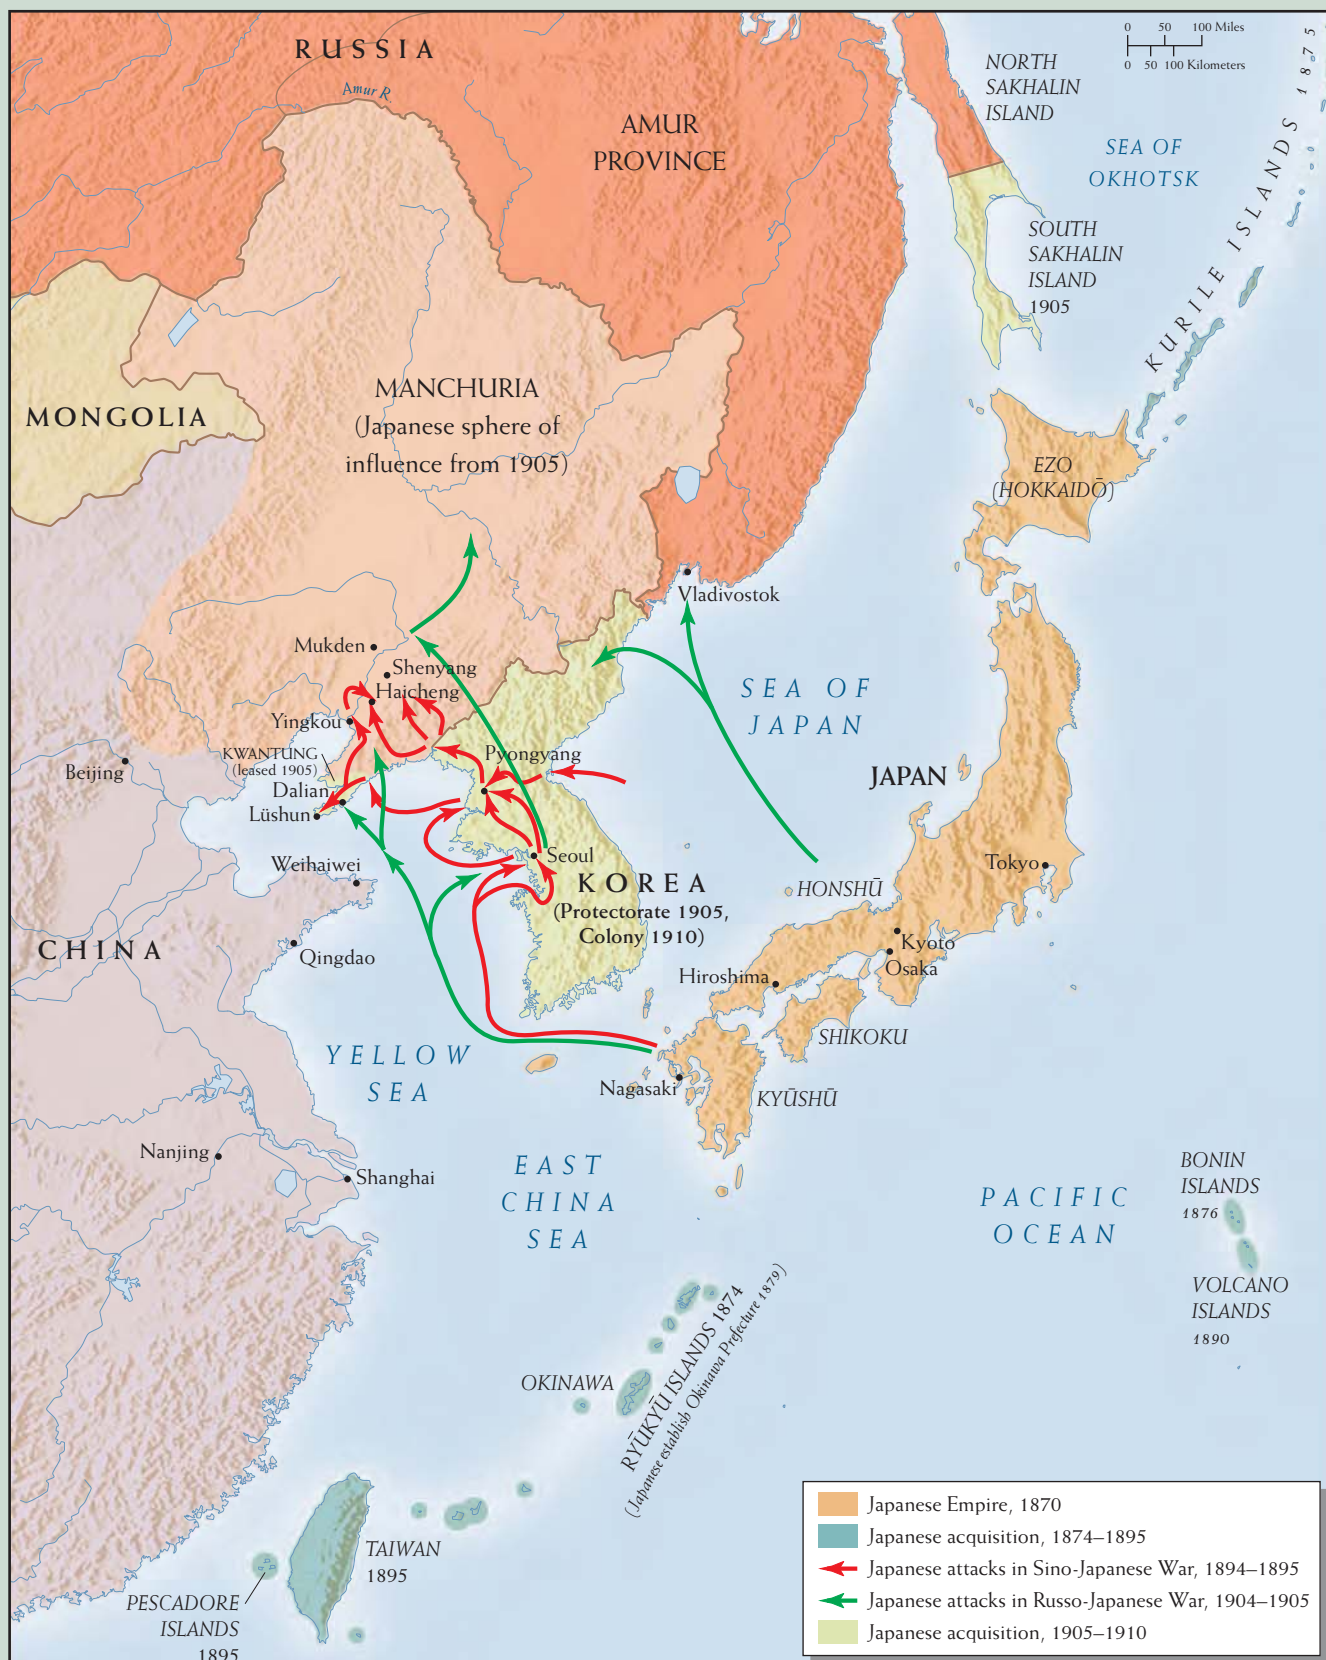 RUSSIA
Amur R.
AMUR
PROVINCE
NORTH
SAKHALIN
ISLAND
0 50 100 Miles
0 50 100 Kilometers
SEA OF
OKHOTSK
KURILE ISLANDS 1875
SOUTH
SAKHALIN
ISLAND
1905
MANCHURIA
(Japanese sphere of
influence from 1905)
MONGOLIA
EZO
(HOKKAIDŌ)
Vladivostok
Mukden
Shenyang
Haicheng
Yingkou
KWANTUNG
(leased 1905)
Beijing
Dalian
Lüshun
Pyongyang
SEA OF
JAPAN
JAPAN
Weihaiwei
Seoul
KOREA
(Protectorate 1905,
Colony 1910)
HONSHŪ
Tokyo
CHINA
Qingdao
Kyoto
Osaka
Hiroshima
SHIKOKU
YELLOW
SEA
Nagasaki
KYŪSHŪ
Nanjing
Shanghai
EAST
CHINA
SEA
PACIFIC
OCEAN
BONIN
ISLANDS
1876
VOLCANO
ISLANDS
1890
OKINAWA
RYŪKYŪ ISLANDS 1874
(Japanese establish Okinawa Prefecture 1879)
TAIWAN
1895
PESCADORE
ISLANDS
1895
Japanese Empire, 1870
Japanese acquisition, 1874–1895
Japanese attacks in Sino-Japanese War, 1894–1895
Japanese attacks in Russo-Japanese War, 1904–1905
Japanese acquisition, 1905–1910